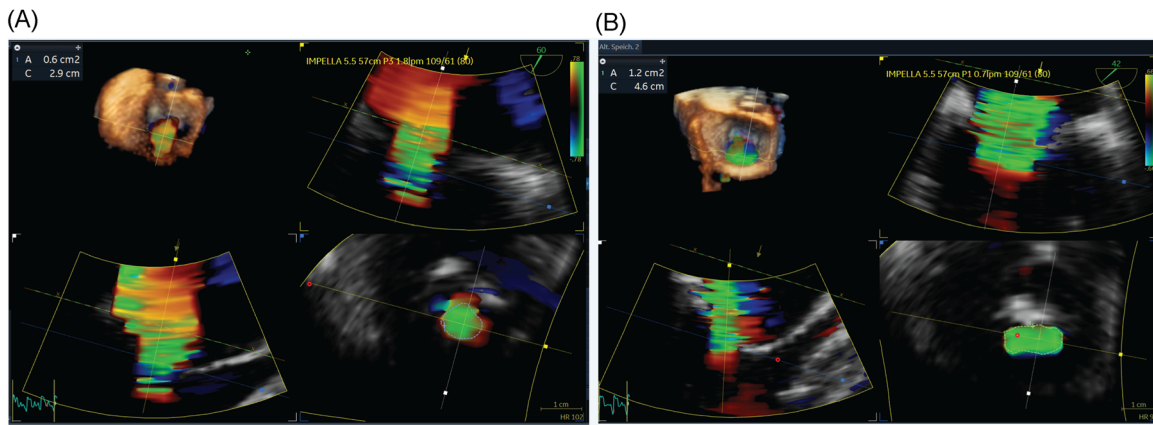 (A)
1 A 0.6 cm2
C 2.9 cm
60
IMPELLA 5.5 57cm P3 1.8lpm 109/61 (80)
78
-.78
1 cm
HR 102
(B)
Alt. Speich. 2
1 A 1.2 cm2
C 4.6 cm
42
IMPELLA 5.5 57cm P1 0.7lpm 109/61 (80)
1 cm